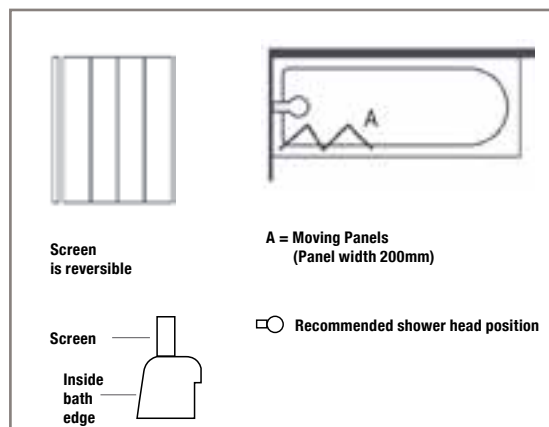 A
Screen
is reversible
A = Moving Panels
(Panel width 200mm)
Recommended shower head position
Screen
Inside
bath
edge